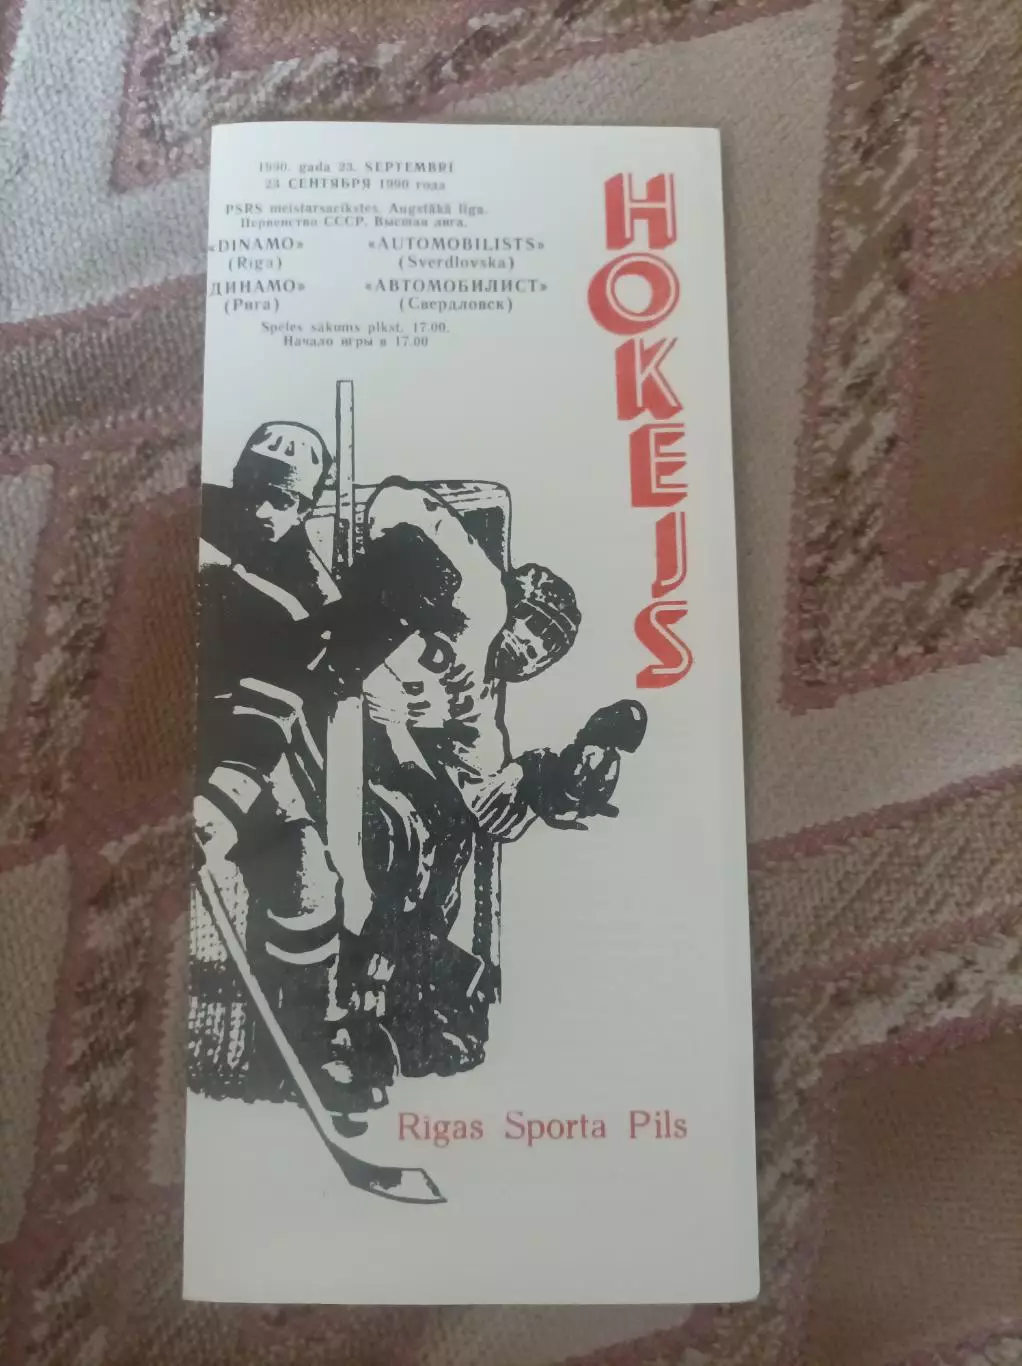 1990. gada 23. SEPTEMBRĪ
23 СЕНТЯБРЯ 1990 года
PSRS meistarsacīkstes. Augstākā līga.
Первенство СССР. Высшая лига.
«DINAMO» «AUTOMOBILISTS»
(Rīga) (Sverdlovska)
ДИНАМО» «АВТОМОБИЛИСТ»
(Рига) (Свердловск)
Spēles sākums plkst. 17.00.
Начало игры в 17.00
HOKEJS
Rīgas Sporta Pils